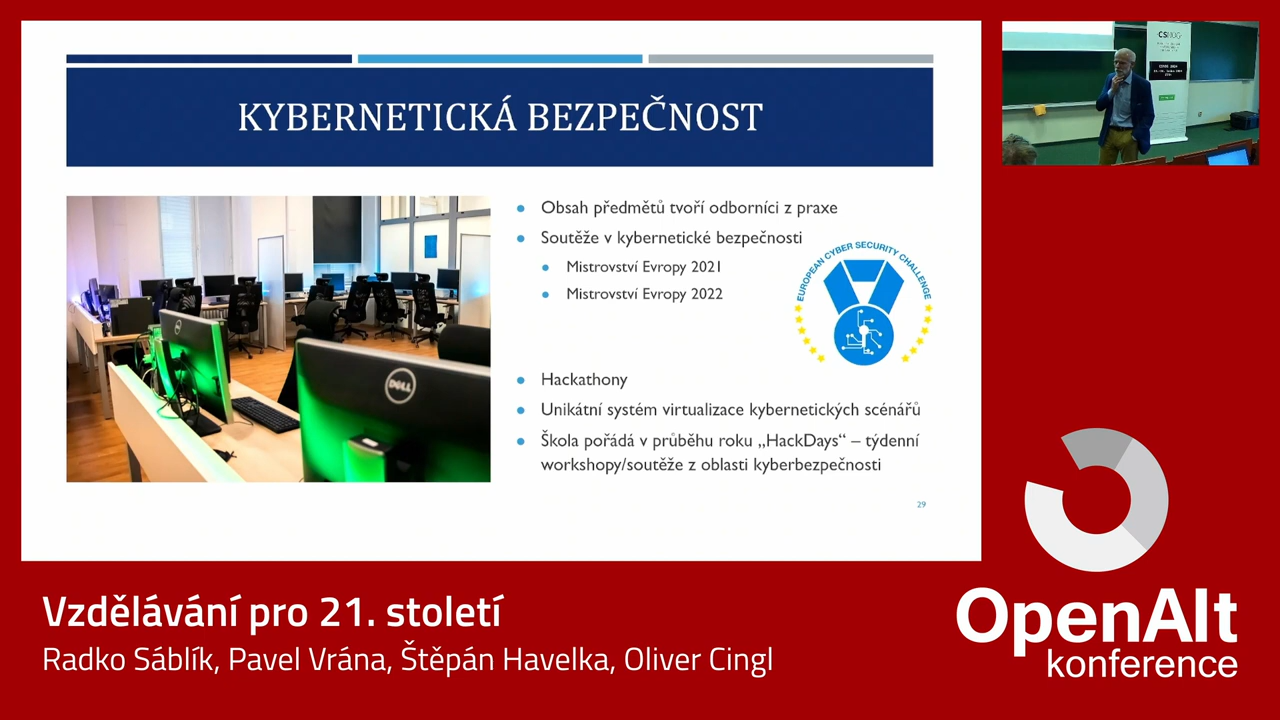 KYBERNETICKÁ BEZPEČNOST
Obsah předmětů tvoří odborníci z praxe
Soutěže v kybernetické bezpečnosti
Mistrovství Evropy 2021
Mistrovství Evropy 2022
EUROPEAN CYBER SECURITY CHALLENGE
Hackathony
Unikátní systém virtualizace kybernetických scénářů
Škola pořádá v průběhu roku „HackDays“ – týdenní
workshopy/soutěže z oblasti kyberbezpečnosti
29
DELL
DELL
CSHUG
Vzdělávání pro 21. století
Radko Sáblík, Pavel Vrána, Štěpán Havelka, Oliver Cingl
OpenAlt
konference